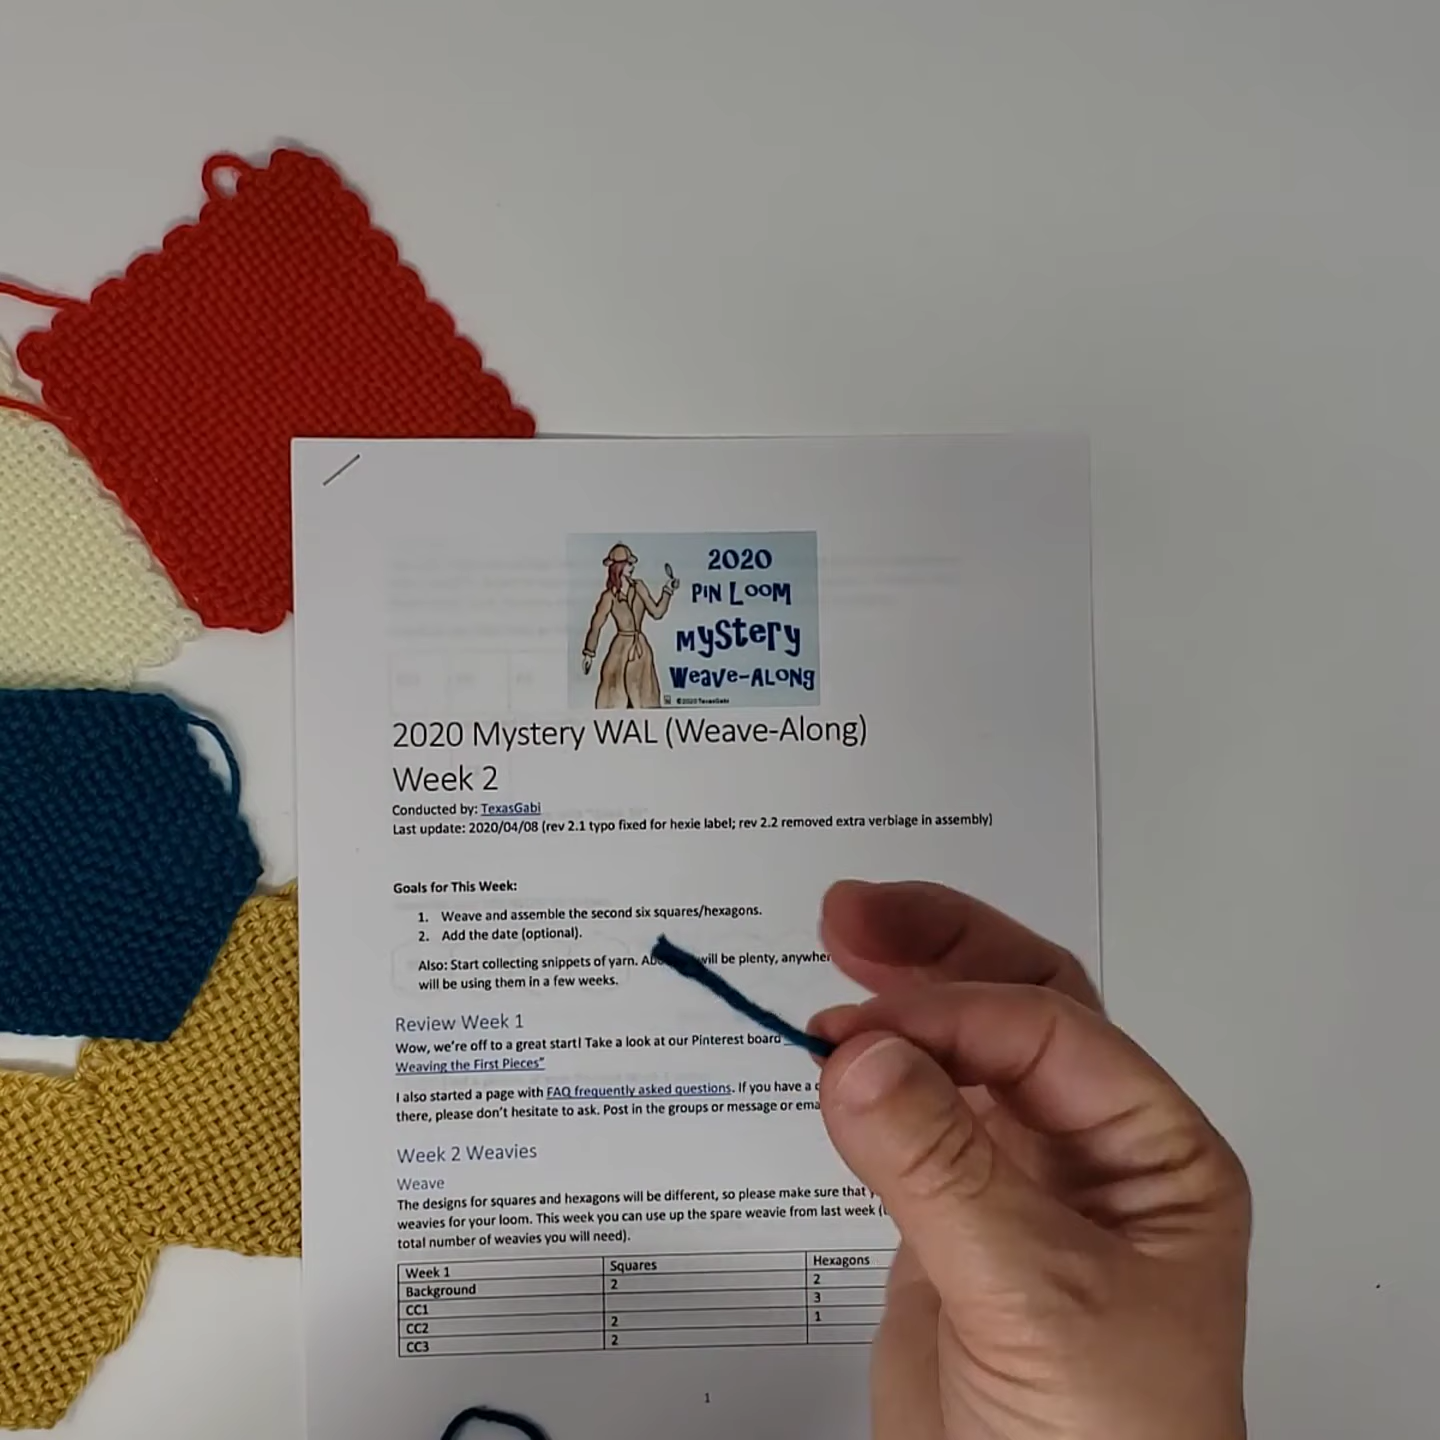 2020
Pin Loom
Mystery
Weave-Along
©2020 TexasGabi
2020 Mystery WAL (Weave-Along)
Week 2
Conducted by: TexasGabi
Last update: 2020/04/08 (rev 2.1 typo fixed for hexie label; rev 2.2 removed extra verbiage in assembly)
Goals for This Week:
1. Weave and assemble the second six squares/hexagons.
2. Add the date (optional).
Also: Start collecting snippets of yarn. will be plenty, anywher
will be using them in a few weeks.
Review Week 1
Wow, we're off to a great start! Take a look at our Pinterest board
Weaving the First Pieces"
I also started a page with FAQ frequently asked questions. If you have a
there, please don't hesitate to ask. Post in the groups or message or ema
Week 2 Weavies
Weave
The designs for squares and hexagons will be different, so please make sure that
weavies for your loom. This week you can use up the spare weavie from last week
total number of weavies you will need).
Week 1 Squares Hexagons
Background 2 2
CC1 3
CC2 2 1
CC3 2
1